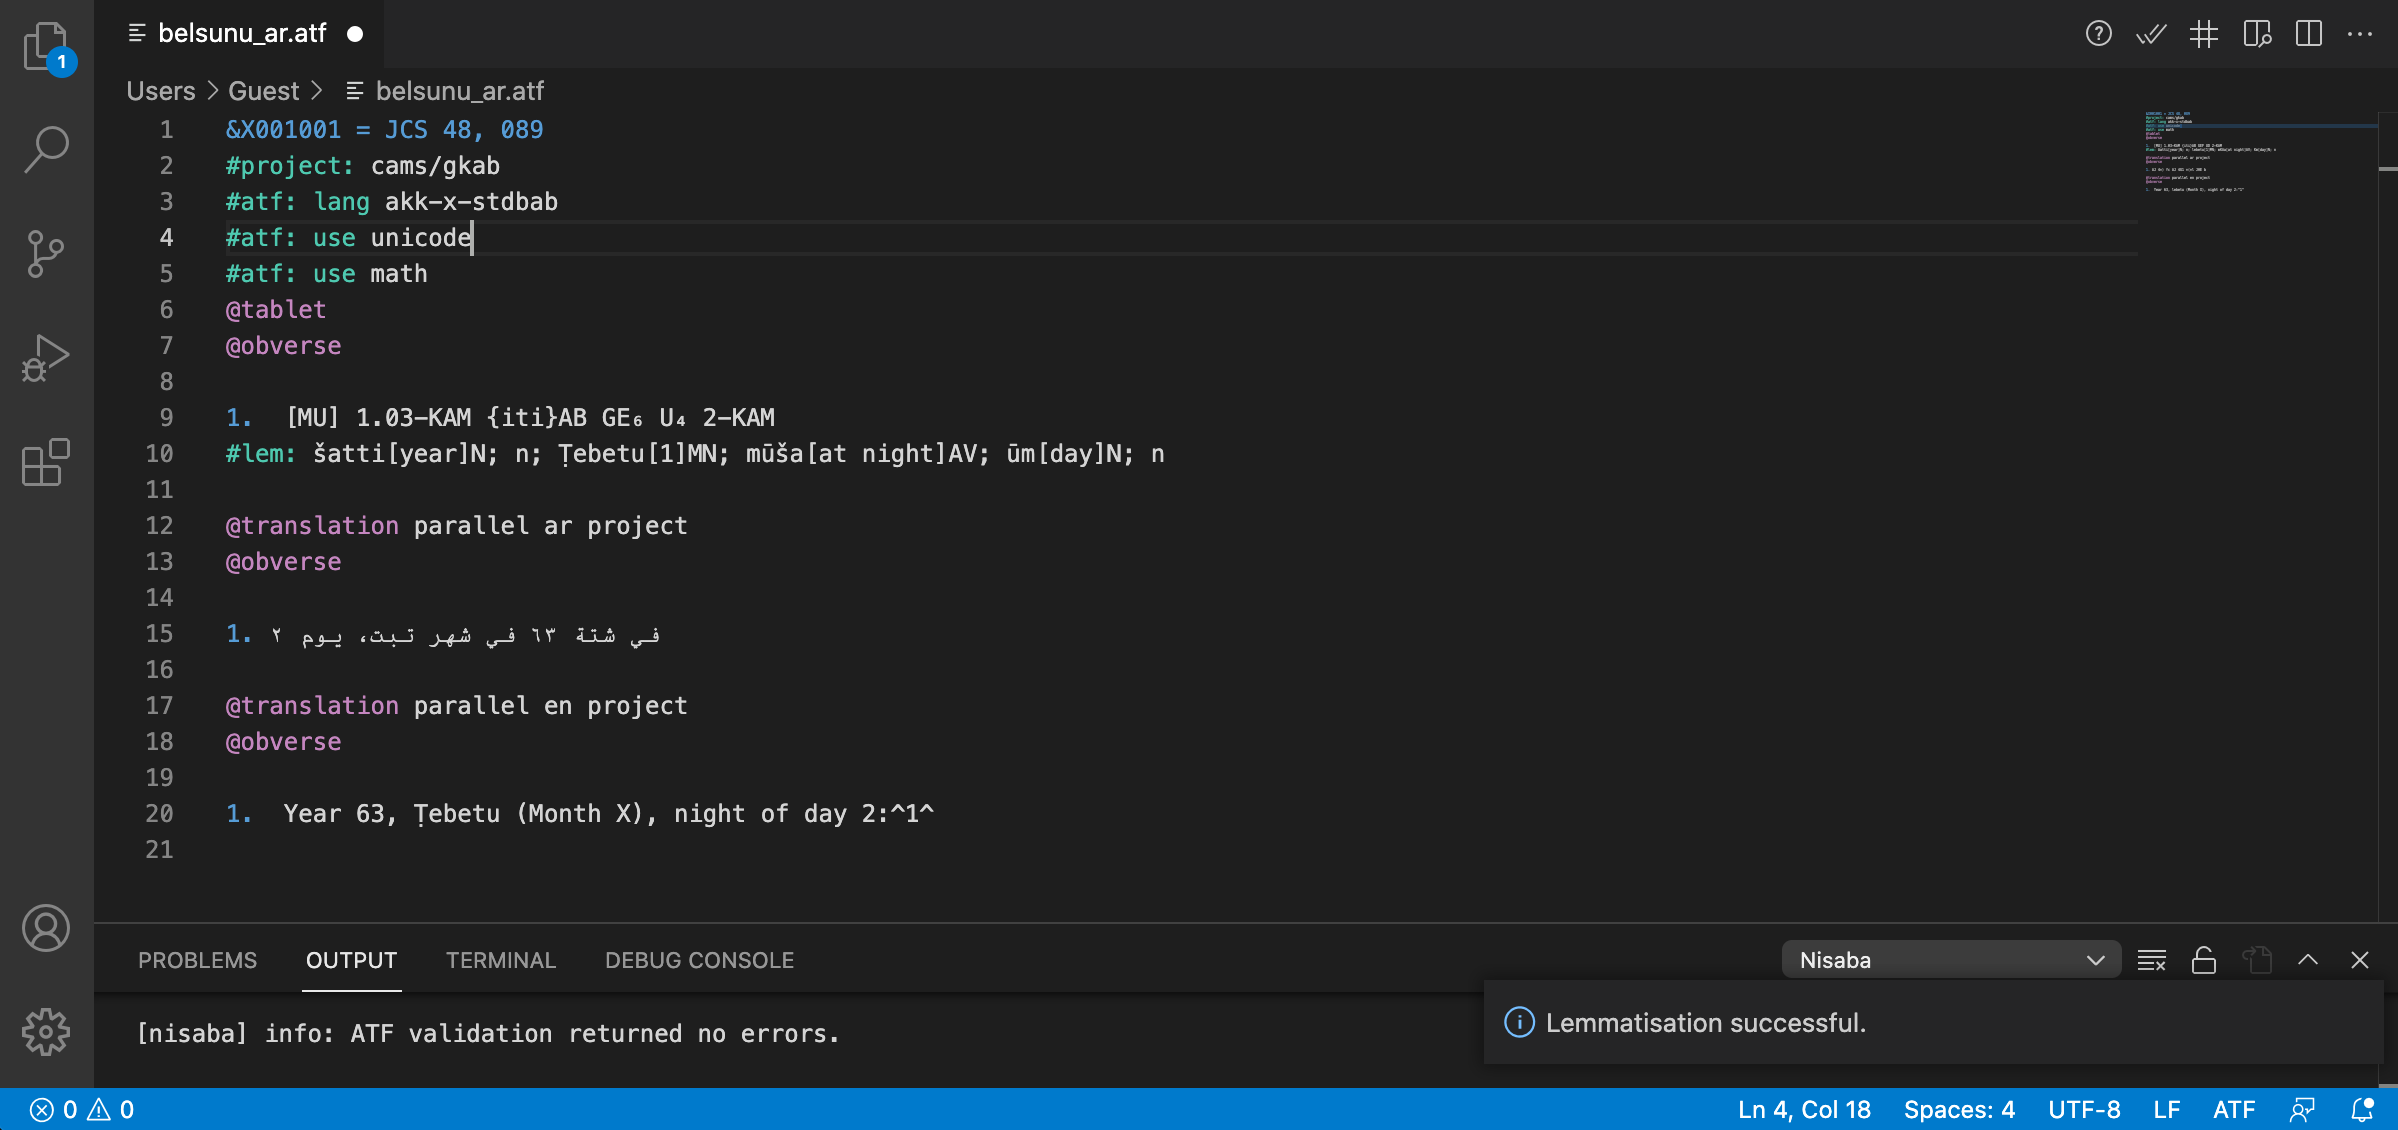 belsunu_ar.atf
1
Users > Guest > belsunu_ar.atf
1 &X001001 = JCS 48, 089
2 #project: cams/gkab
3 #atf: lang akk-x-stdbab
4 #atf: use unicode
5 #atf: use math
6 @tablet
7 @obverse
8
9 1.  [MU] 1.03-KAM {iti}AB GE₆ U₄ 2-KAM
10 #lem: šatti[year]N; n; Ṭebetu[1]MN; mūša[at night]AV; ūm[day]N; n
11
12 @translation parallel ar project
13 @obverse
14
15 1. في شتة ٦٣ في شهر تبت، يوم ٢
16
17 @translation parallel en project
18 @obverse
19
20 1.  Year 63, Ṭebetu (Month X), night of day 2:^1^
21
PROBLEMS OUTPUT TERMINAL DEBUG CONSOLE Nisaba
[nisaba] info: ATF validation returned no errors.
Lemmatisation successful.
0 0 Ln 4, Col 18 Spaces: 4 UTF-8 LF ATF